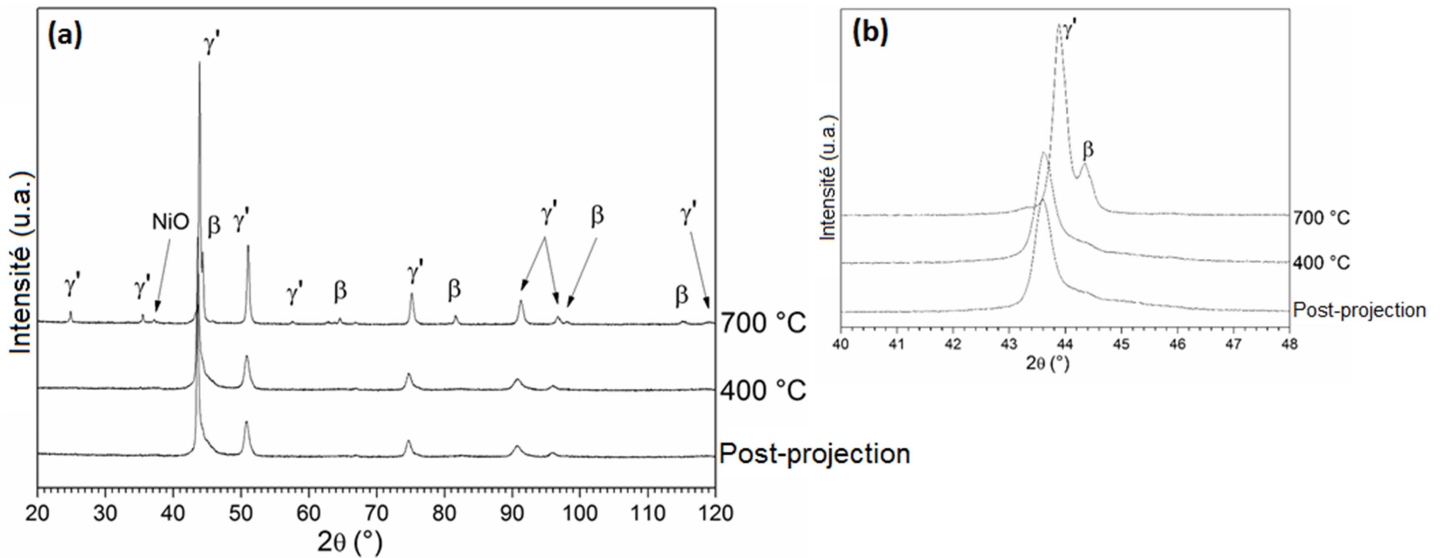 (a)
γ'
NiO
β
γ'
γ'
β
γ'
γ'
γ'
γ'
β
γ'
β
β
700 °C
400 °C
Post-projection
Intensité (u.a.)
20 30 40 50 60 70 80 90 100 110 120
2θ (°)
(b)
γ'
β
700 °C
400 °C
Post-projection
Intensité (u.a.)
40 41 42 43 44 45 46 47 48
2θ (°)